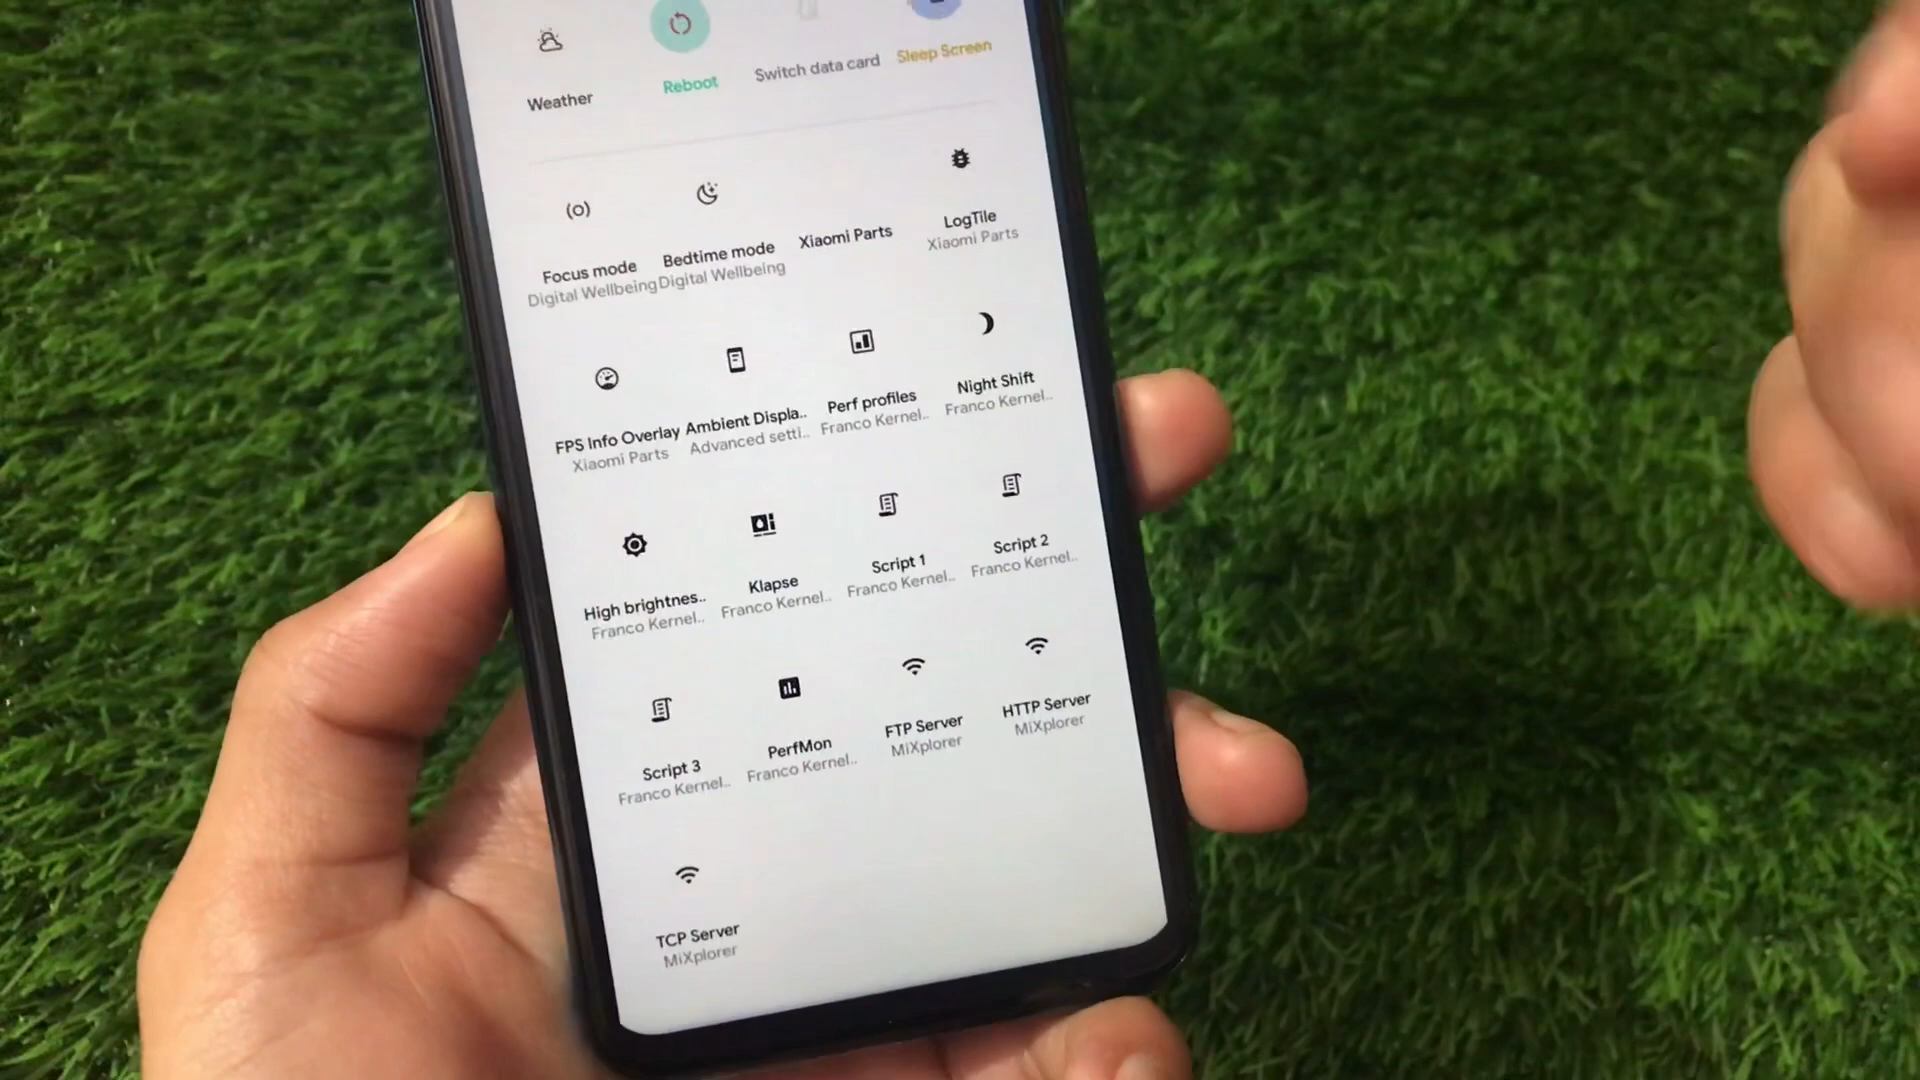 Weather
Reboot
Switch data card
Sleep Screen
Focus mode
Digital Wellbeing
Bedtime mode
Digital Wellbeing
Xiaomi Parts
LogTile
Xiaomi Parts
FPS Info Overlay
Xiaomi Parts
Ambient Displa..
Advanced setti..
Perf profiles
Franco Kernel..
Night Shift
Franco Kernel..
High brightnes..
Franco Kernel..
Klapse
Franco Kernel..
Script 1
Franco Kernel..
Script 2
Franco Kernel..
Script 3
Franco Kernel..
PerfMon
Franco Kernel..
FTP Server
MiXplorer
HTTP Server
MiXplorer
TCP Server
MiXplorer